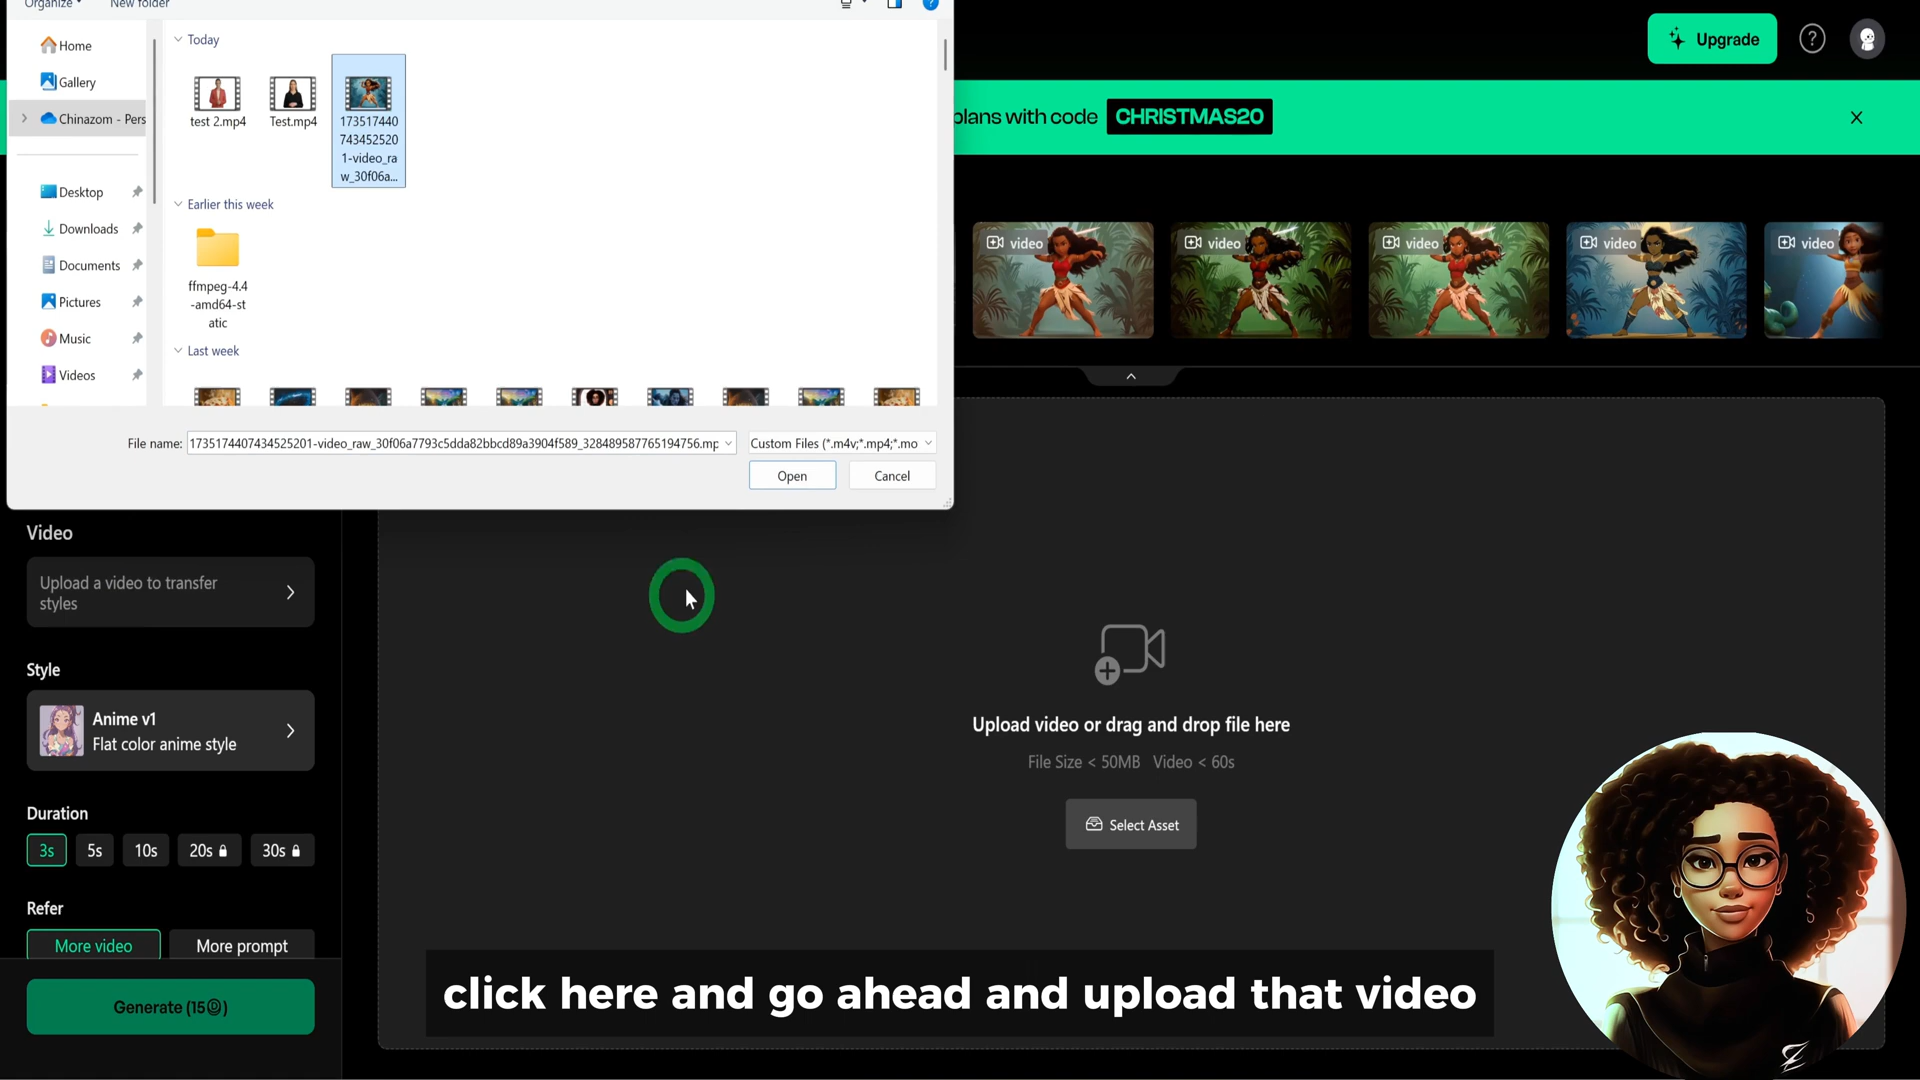 Organize
New folder
Home
Gallery
Chinazom - Pers
Desktop
Downloads
Documents
Pictures
Music
Videos
Today
test 2.mp4
Test.mp4
173517440
743452520
1-video_ra
w_30f06a...
Earlier this week
ffmpeg-4.4
-amd64-st
atic
Last week
File name:
1735174407434525201-video_raw_30f06a7793c5dda82bbcd89a3904f589_328489587765194756.mp
Custom Files (*.m4v;*.mp4;*.mo
Open
Cancel
Upgrade
?
plans with code
CHRISTMAS20
video
video
video
video
video
Video
Upload a video to transfer
styles
Style
Anime v1
Flat color anime style
Duration
3s
5s
10s
20s
30s
Refer
More video
More prompt
Generate (15)
Upload video or drag and drop file here
File Size < 50MB Video < 60s
Select Asset
click here and go ahead and upload that video